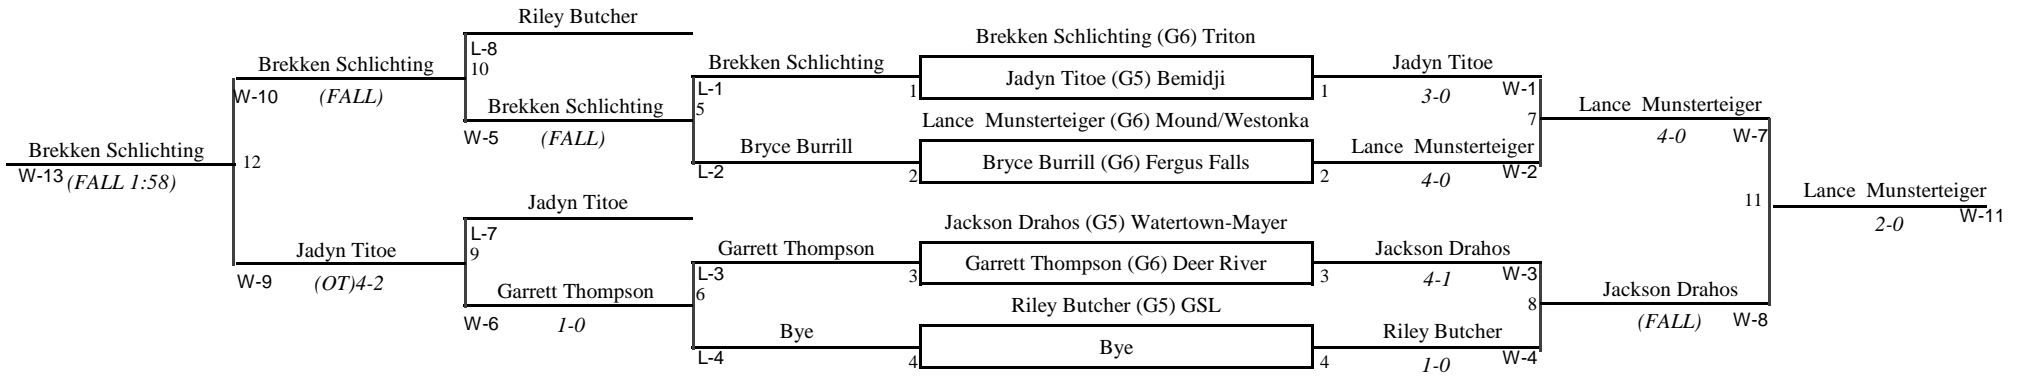 Riley Butcher
Brekken Schlichting (G6) Triton
L-8
10
Brekken Schlichting
Brekken Schlichting
Jadyn Titoe
Jadyn Titoe (G5) Bemidji
W-10
(FALL)
L-1
1
1
3-0
W-1
Brekken Schlichting
5
Lance  Munsterteiger
7
Lance  Munsterteiger (G6) Mound/Westonka
W-5
(FALL)
4-0
W-7
Brekken Schlichting
Bryce Burrill
Lance  Munsterteiger
12
Bryce Burrill (G6) Fergus Falls
W-13
(FALL 1:58)
L-2
2
2
4-0
W-2
Jadyn Titoe
Lance  Munsterteiger
11
W-11
2-0
Jackson Drahos (G5) Watertown-Mayer
L-7
9
Jadyn Titoe
Garrett Thompson
Jackson Drahos
Garrett Thompson (G6) Deer River
W-9
(OT)4-2
L-3
3
3
4-1
W-3
Garrett Thompson
6
Jackson Drahos
8
Riley Butcher (G5) GSL
W-6
1-0
(FALL)
W-8
Bye
Riley Butcher
Bye
L-4
4
4
1-0
W-4